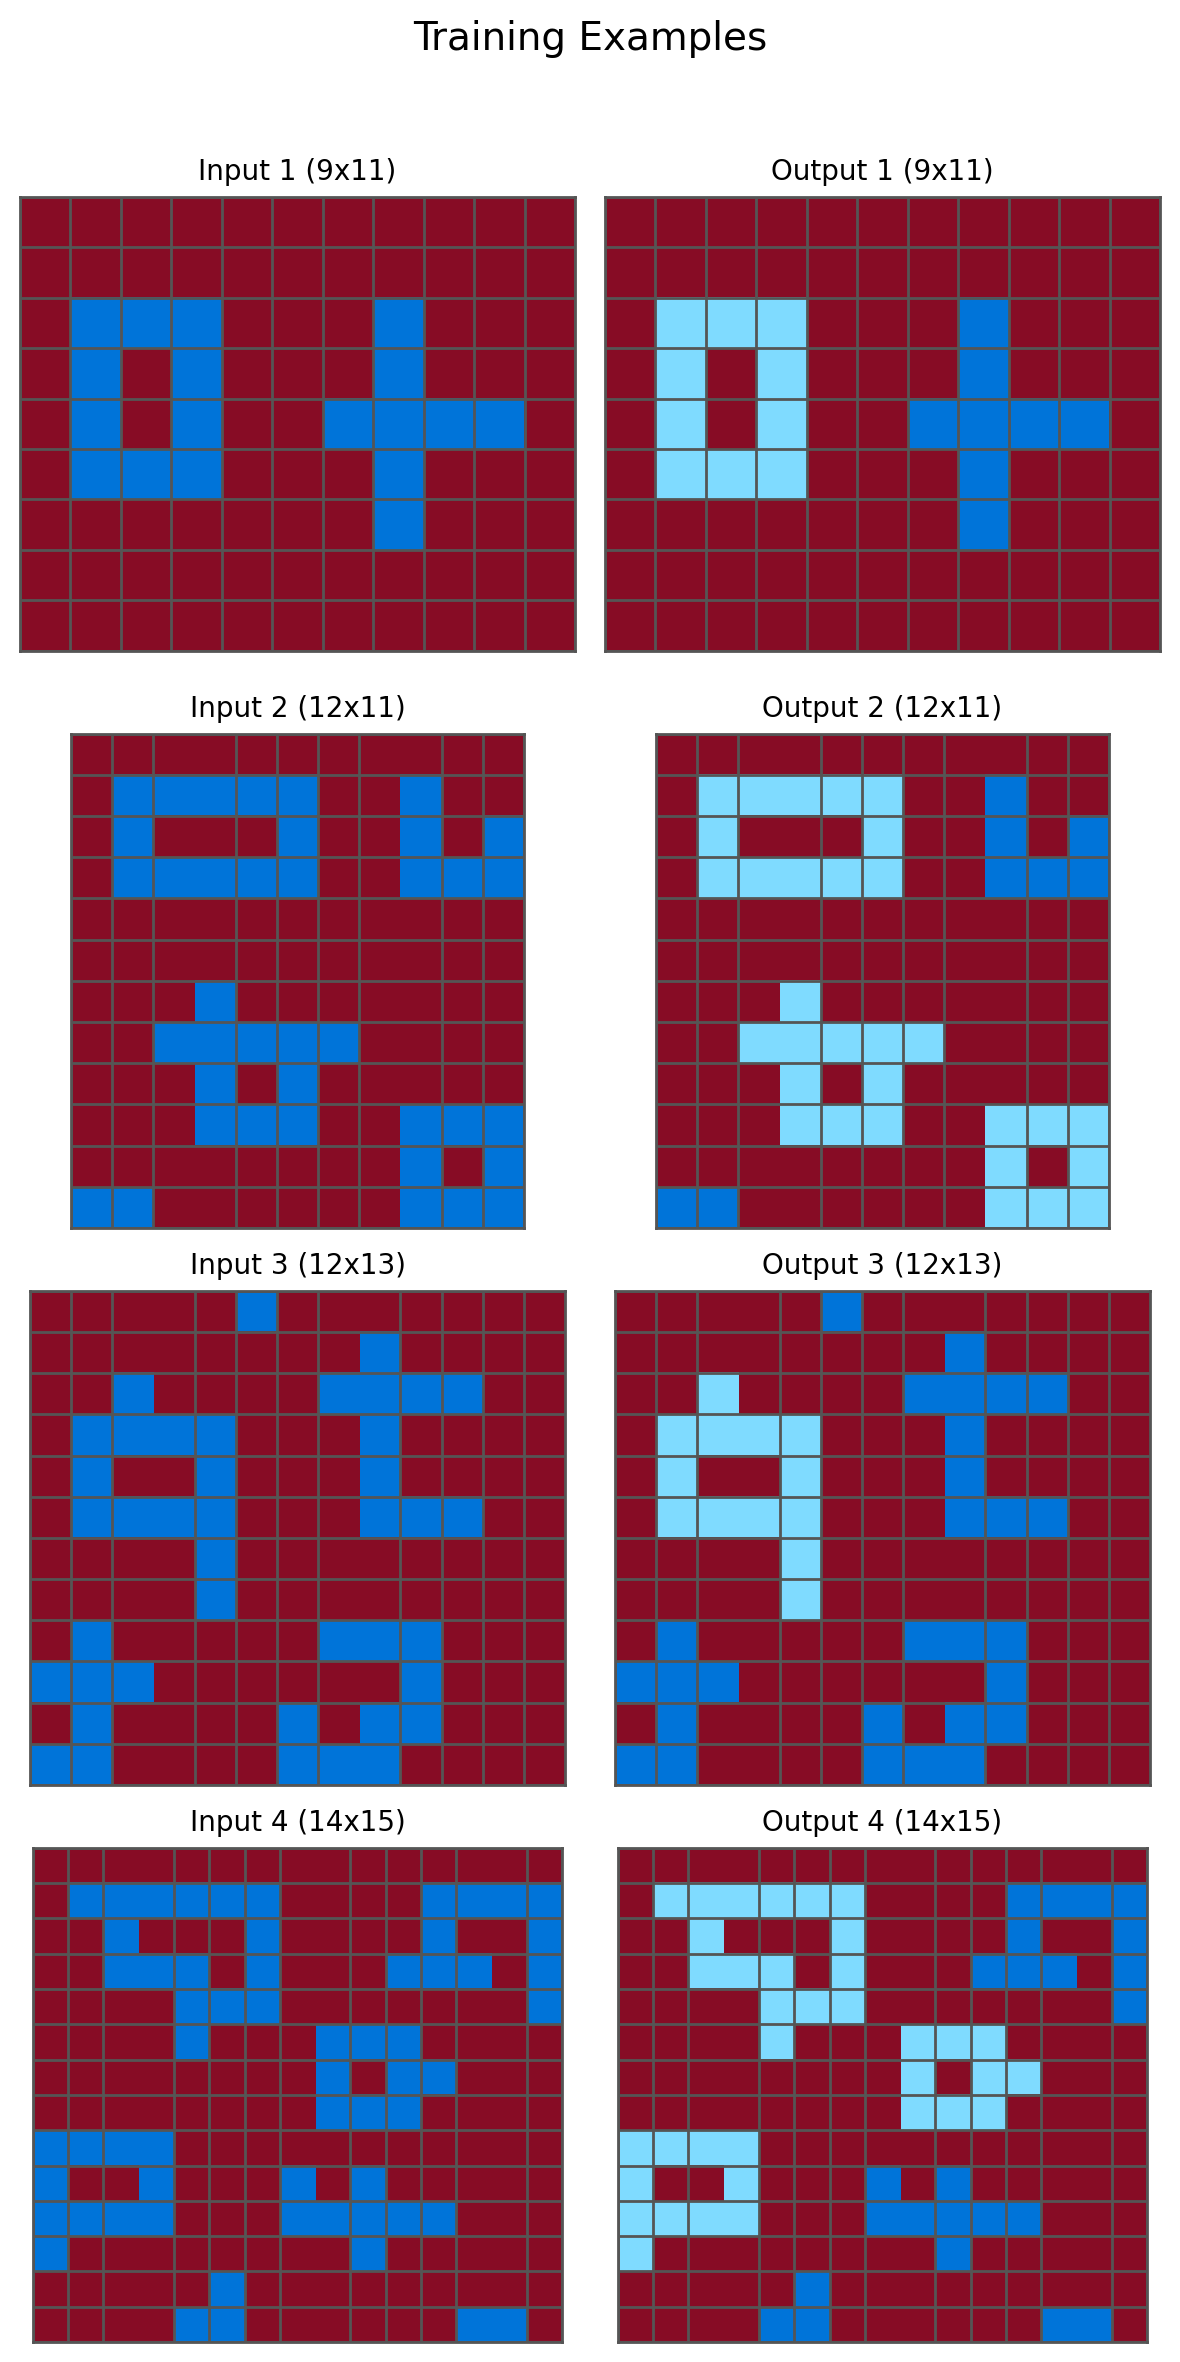 Training Examples
Input 1 (9x11)
Output 1 (9x11)
Input 2 (12x11)
Output 2 (12x11)
Input 3 (12x13)
Output 3 (12x13)
Input 4 (14x15)
Output 4 (14x15)